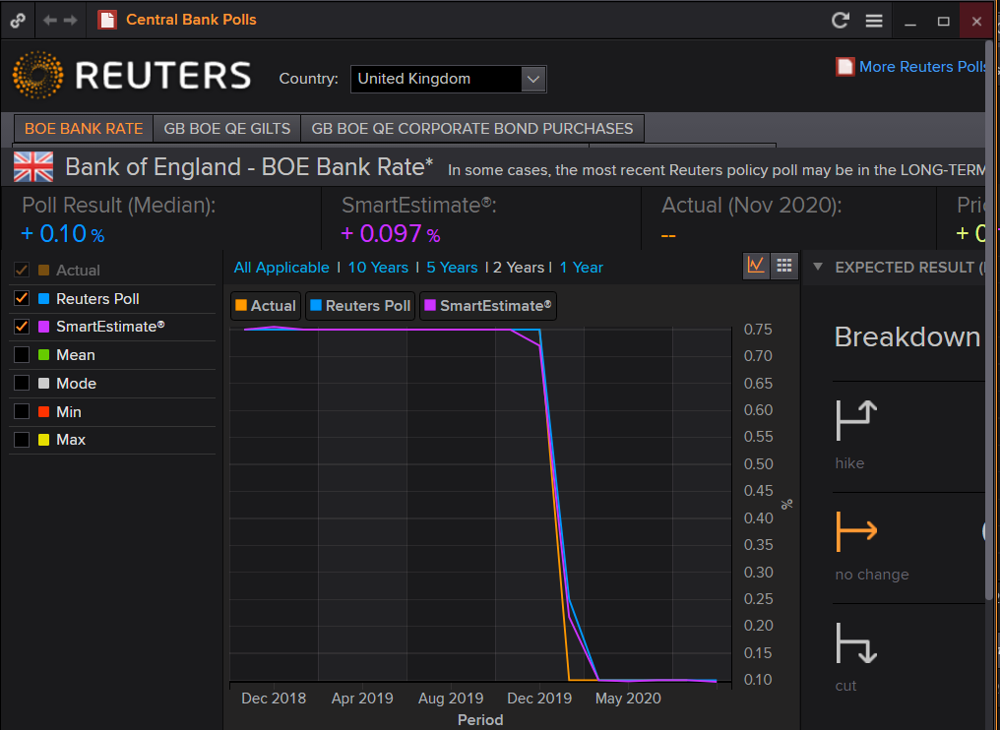 Central Bank Polls
REUTERS
Country: United Kingdom
More Reuters Polls
BOE BANK RATE GB BOE QE GILTS GB BOE QE CORPORATE BOND PURCHASES
Bank of England - BOE Bank Rate* In some cases, the most recent Reuters policy poll may be in the LONG-TERM
Poll Result (Median): SmartEstimate®: Actual (Nov 2020): Pri
+ 0.10 % + 0.097 % -- + 0
Actual
Reuters Poll
SmartEstimate®
Mean
Mode
Min
Max
All Applicable | 10 Years | 5 Years | 2 Years | 1 Year
Actual Reuters Poll SmartEstimate®
0.75
0.70
0.65
0.60
0.55
0.50
0.45
0.40
0.35
0.30
0.25
0.20
0.15
0.10
%
Dec 2018 Apr 2019 Aug 2019 Dec 2019 May 2020
Period
EXPECTED RESULT (
Breakdown
hike
no change
cut